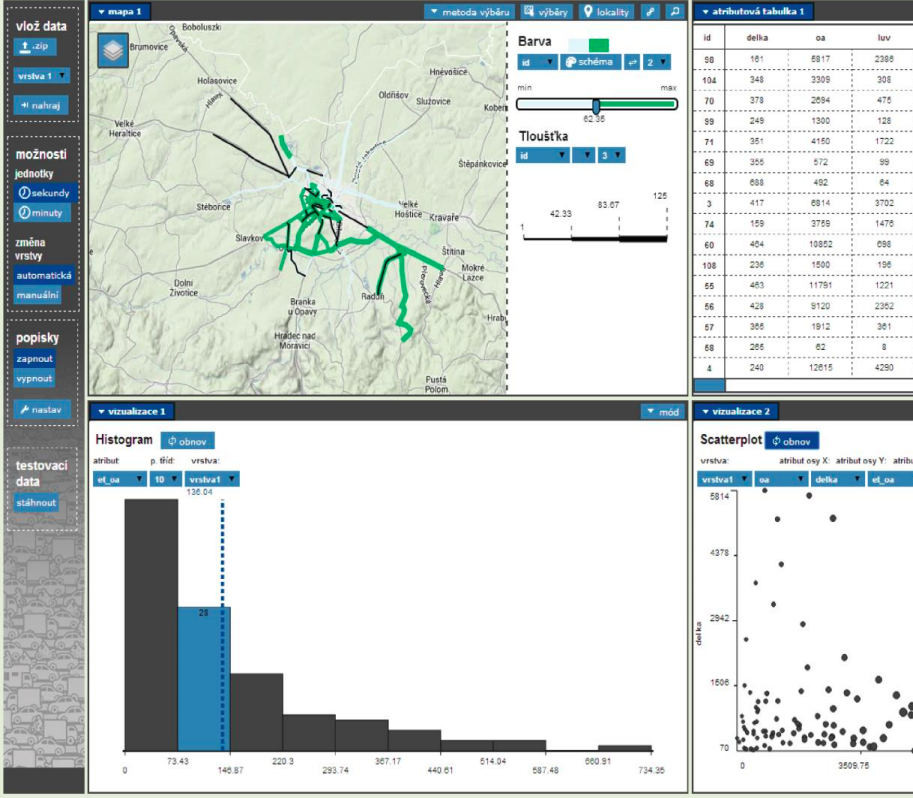 vlož data
.zip
vrstva 1
nahraj
možnosti
jednotky
sekundy
minuty
změna
vrstvy
automatická
manuální
popisky
zapnout
vypnout
nastav
testovací
data
stáhnout
mapa 1
metoda výběru
výběry
lokality
Boboluszki
Opavská
Brumovice
Holasovice
Hlavní
Hněvošice
Oldřišov
Služovice
Kober
Velké
Heraltice
Štěpánkovice
Stěbořice
Velké
Hoštice
Kravaře
Slavkov
Štítina
Mokré
Lazce
Dolní
Životice
Raduň
Branka
u Opavy
Hrab
Hradec nad
Moravicí
Pustá
Polom
Barva
id
schéma
2
min
max
62.35
Tloušťka
id
3
1
42.33
83.67
125
atributová tabulka 1
id delka oa luv
98 161 5817 2386
104 348 3309 308
70 378 2694 475
99 249 1300 128
71 351 4150 1722
69 355 572 99
68 688 492 64
3 417 6814 3702
74 159 3759 1476
60 464 10852 698
108 236 1500 196
55 463 11791 1221
56 428 9120 2352
57 365 1912 361
58 265 62 8
4 240 12615 4290
vizualizace 1
mód
Histogram
obnov
atribut: p. tříd: vrstva:
et_oa 10 vrstva1
136.04
28
0 73.43 146.87 220.3 293.74 367.17 440.61 514.04 587.48 660.91 734.35
vizualizace 2
Scatterplot
obnov
vrstva: atribut osy X: atribut osy Y: atribu
vrstva1 oa delka et_oa
5814
4378
2942
1506
70
delka
0 3509.75